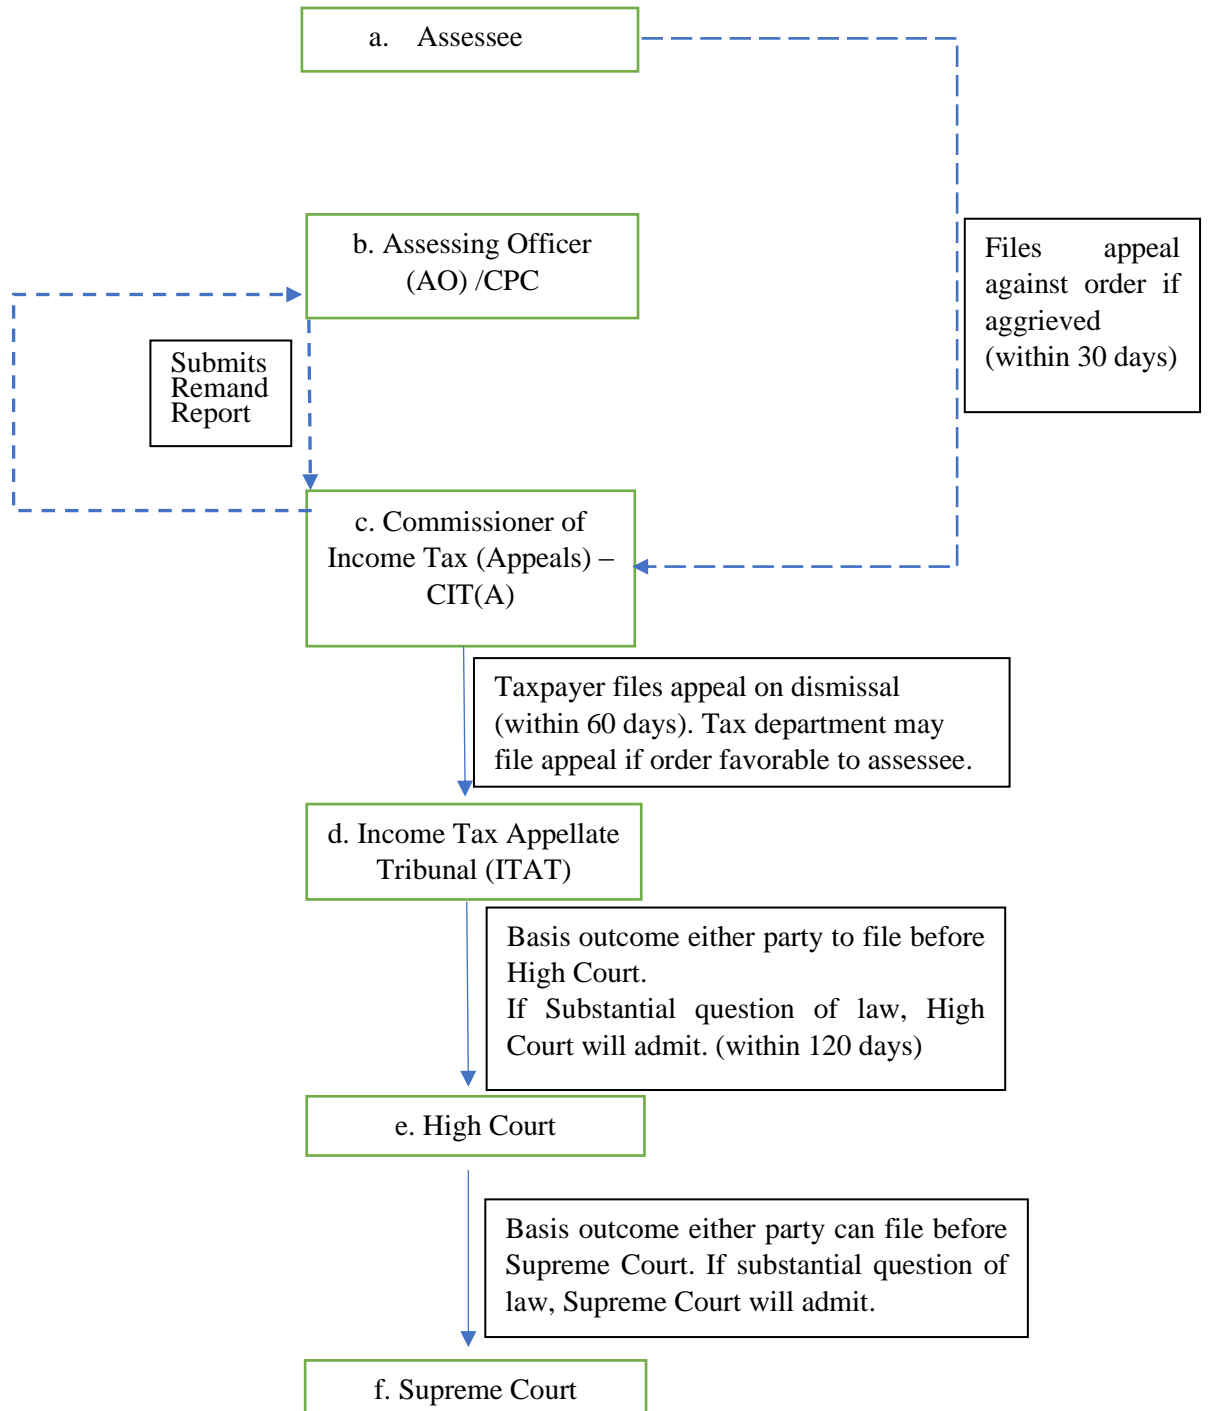 a. Assessee
b. Assessing Officer
(AO) /CPC
Files appeal
against order if
aggrieved
(within 30 days)
Submits
Remand
Report
c. Commissioner of
Income Tax (Appeals) –
CIT(A)
Taxpayer files appeal on dismissal
(within 60 days). Tax department may
file appeal if order favorable to assessee.
d. Income Tax Appellate
Tribunal (ITAT)
Basis outcome either party to file before
High Court.
If Substantial question of law, High
Court will admit. (within 120 days)
e. High Court
Basis outcome either party can file before
Supreme Court. If substantial question of
law, Supreme Court will admit.
f. Supreme Court